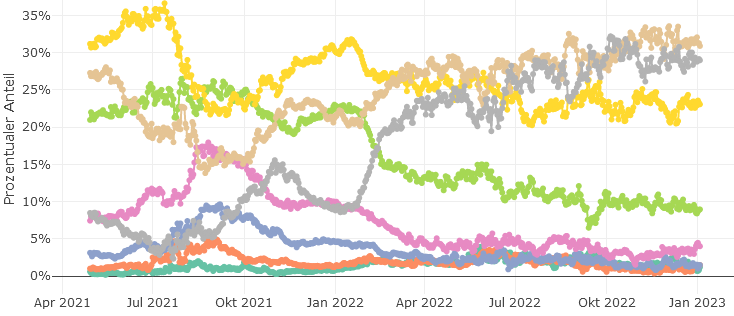 35%
30%
25%
20%
15%
10%
5%
0%
Prozentualer Anteil
Apr 2021
Jul 2021
Okt 2021
Jan 2022
Apr 2022
Jul 2022
Okt 2022
Jan 2023